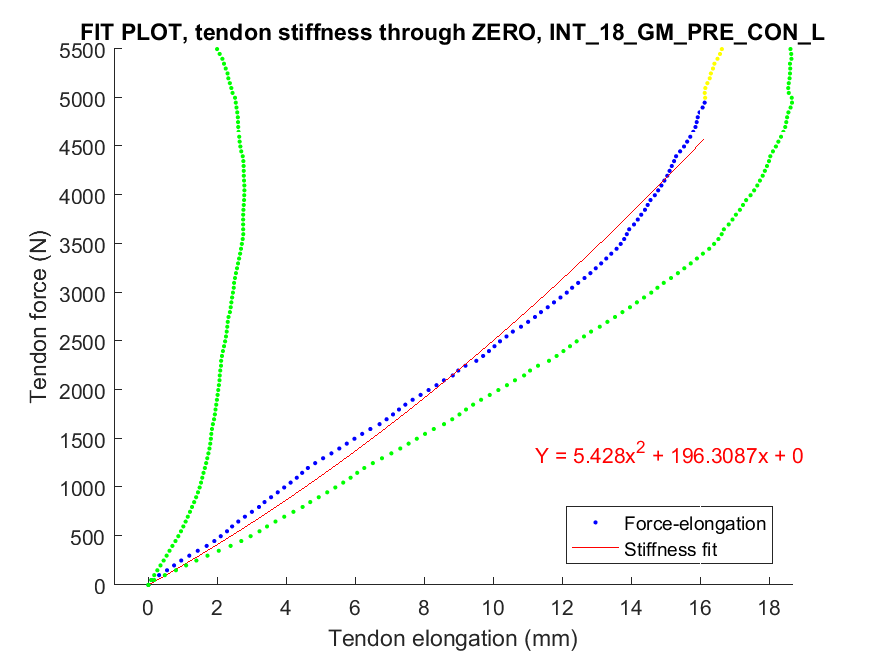 FIT PLOT, tendon stiffness through ZERO, INT_18_GM_PRE_CON_L
5500
5000
4500
4000
3500
3000
2500
2000
1500
1000
500
0
Tendon force (N)
Y = 5.428x² + 196.3087x + 0
Force-elongation
Stiffness fit
0 2 4 6 8 10 12 14 16 18
Tendon elongation (mm)